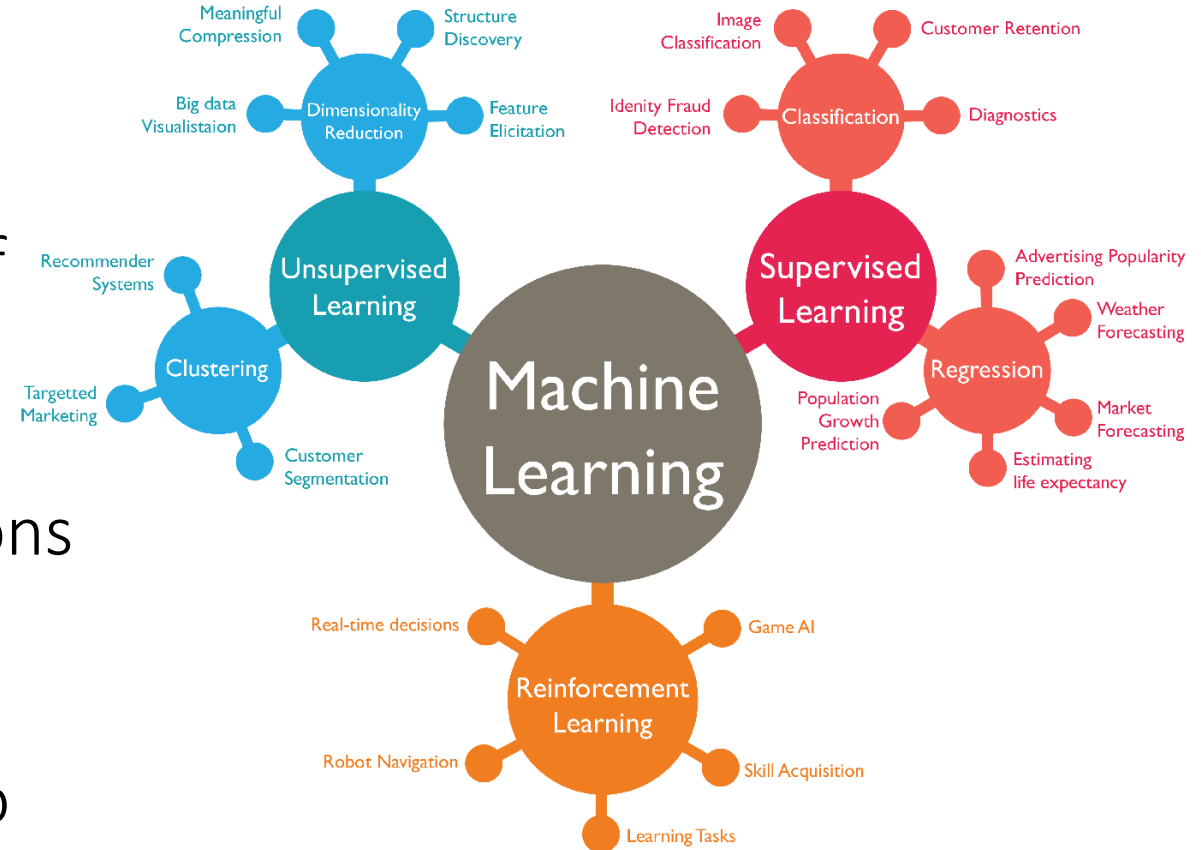 Meaningful
Compression
Structure
Discovery
Big data
Visualistaion
Dimensionality
Reduction
Feature
Elicitation
Image
Classification
Customer Retention
Idenity Fraud
Detection
Classification
Diagnostics
Recommender
Systems
Unsupervised
Learning
Clustering
Targetted
Marketing
Customer
Segmentation
Machine
Learning
Supervised
Learning
Advertising Popularity
Prediction
Weather
Forecasting
Regression
Population
Growth
Prediction
Market
Forecasting
Estimating
life expectancy
ons
Real-time decisions
Game AI
Reinforcement
Learning
Robot Navigation
Skill Acquisition
Learning Tasks